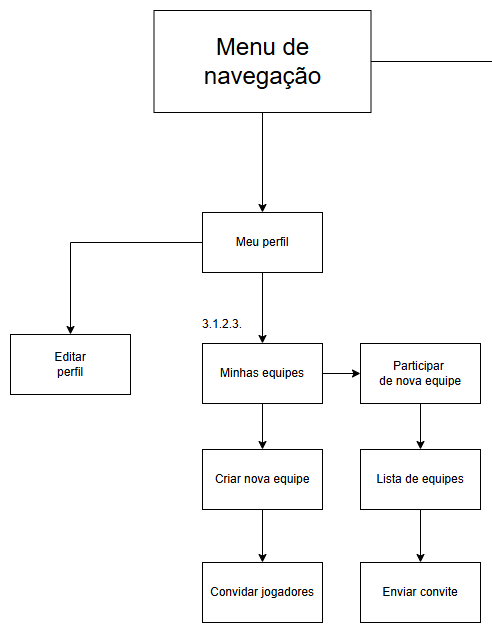 Menu de
navegação
Meu perfil
3.1.2.3.
Editar
perfil
Minhas equipes
Participar
de nova equipe
Criar nova equipe
Lista de equipes
Convidar jogadores
Enviar convite